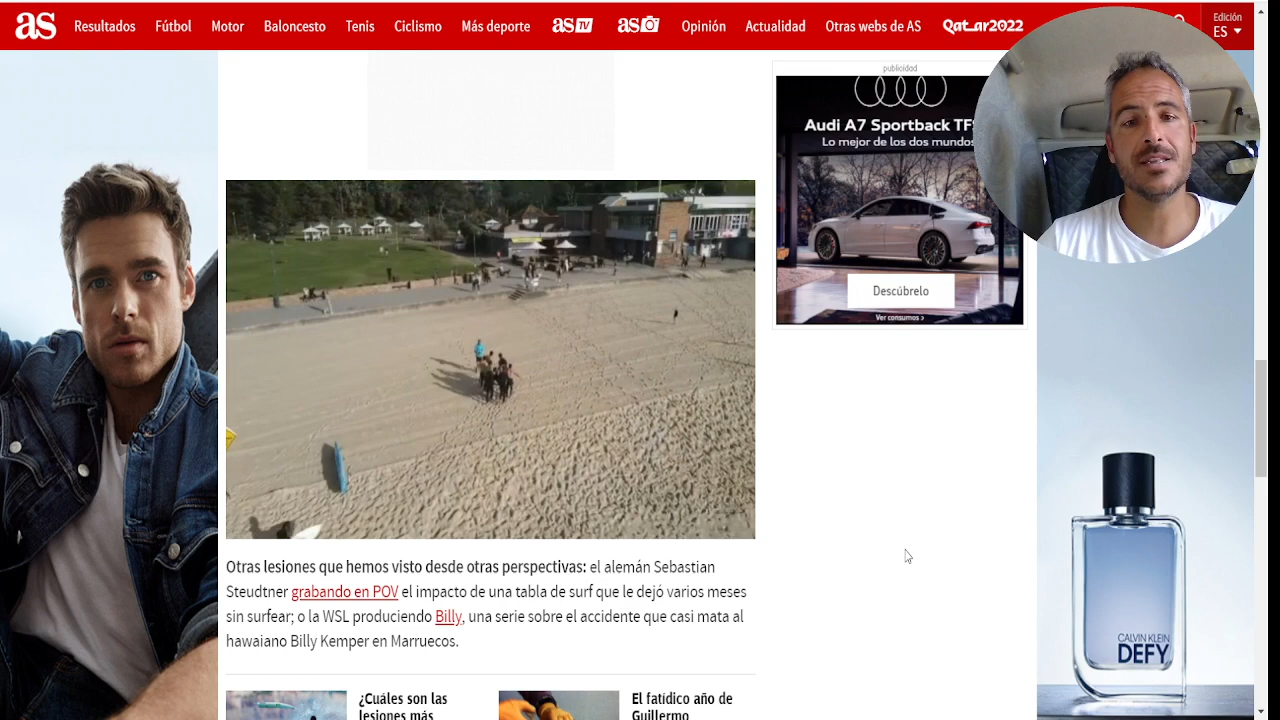 as Resultados Fútbol Motor Baloncesto Tenis Ciclismo Más deporte as TV as Opinión Actualidad Otras webs de AS Qatar2022 Edición
ES
publicidad
Audi A7 Sportback
Lo mejor de los dos mundos
Descúbrelo
Ver consumos >
Otras lesiones que hemos visto desde otras perspectivas: el alemán Sebastian
Steudtner grabando en POV el impacto de una tabla de surf que le dejó varios meses
sin surfear; o la WSL produciendo Billy, una serie sobre el accidente que casi mata al
hawaiano Billy Kemper en Marruecos.
¿Cuáles son las
lesiones más
El fatídico año de
Guillermo
CALVIN KLEIN
DEFY